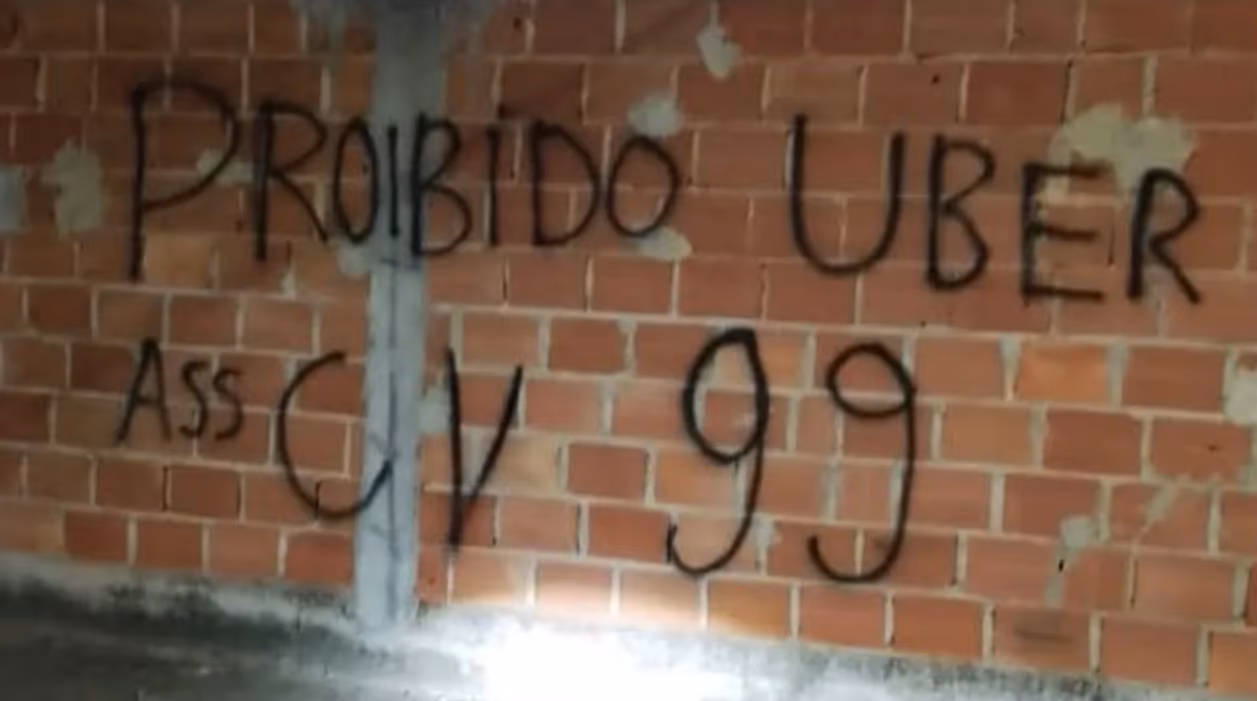 PROIBIDO UBER
ASS CV 99